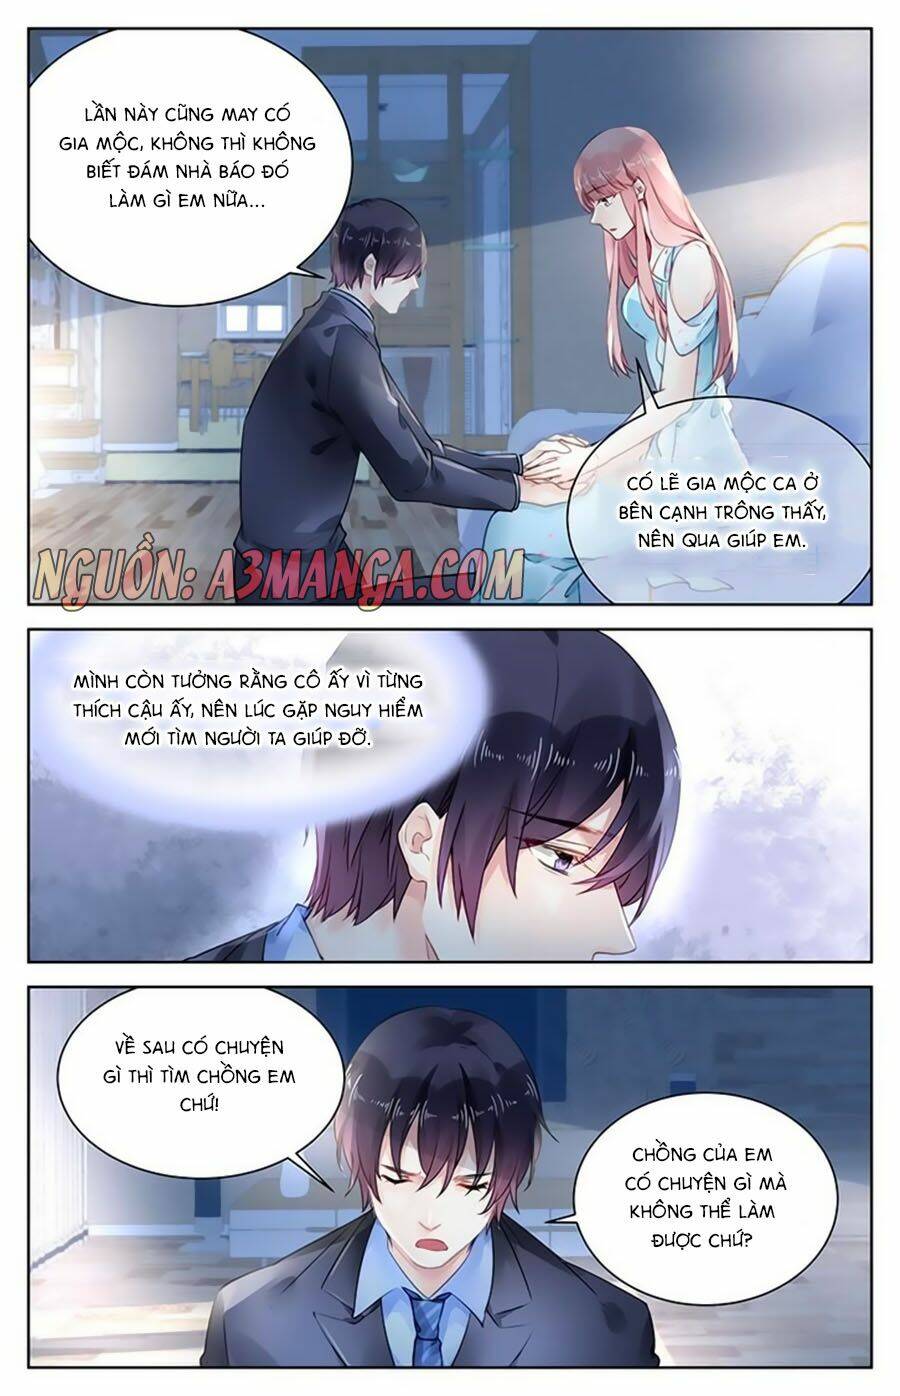 LẦN NÀY CŨNG MAY CÓ
GIA MỘC, KHÔNG THÌ KHÔNG
BIẾT ĐÁM NHÀ BÁO ĐÓ
LÀM GÌ EM NỮA...
CÓ LẼ GIA MỘC CA Ở
BÊN CẠNH TRÔNG THẤY,
NÊN QUA GIÚP EM.
NGUỒN: A3MANGA.COM
MÌNH CÒN TƯỞNG RẰNG CÔ ẤY VÌ TỪNG
THÍCH CẬU ẤY, NÊN LÚC GẶP NGUY HIỂM
MỚI TÌM NGƯỜI TA GIÚP ĐỠ.
VỀ SAU CÓ CHUYỆN
GÌ THÌ TÌM CHỒNG EM
CHỨ!
CHỒNG CỦA EM
CÓ CHUYỆN GÌ MÀ
KHÔNG THỂ LÀM
ĐƯỢC CHỨ?